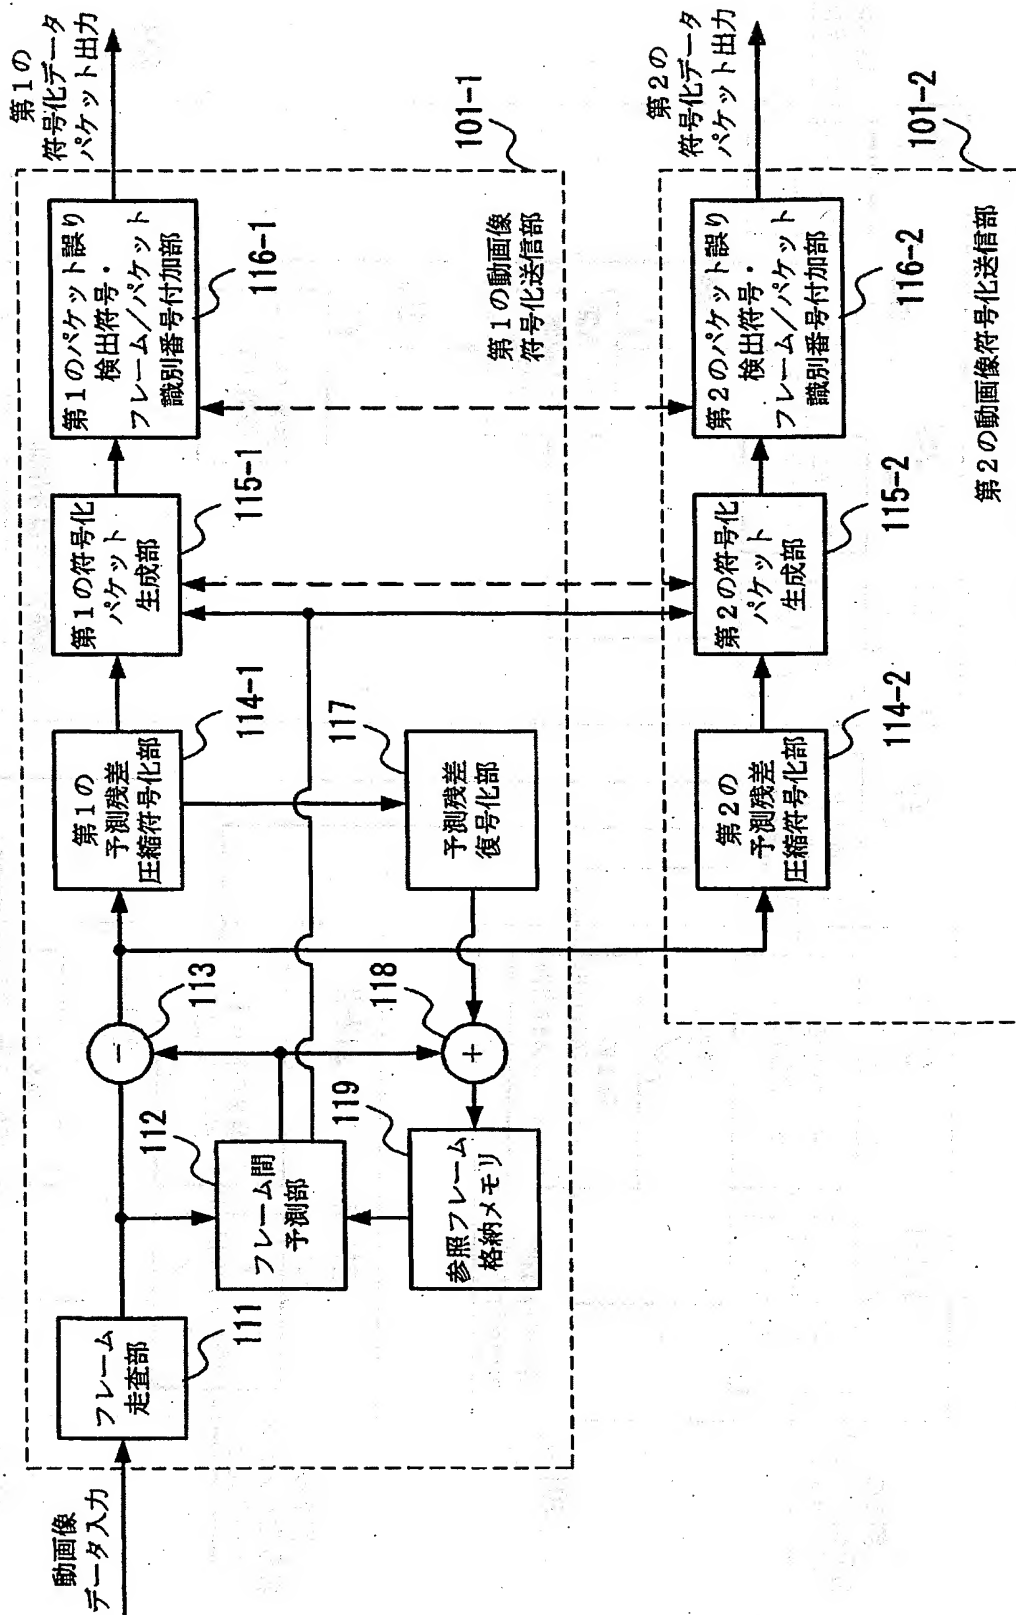 動画像
データ入力
フレーム
走査部
111
フレーム間
予測部
112
－
113
第1の
予測残差
圧縮符号化部
114-1
第1の符号化
パケット
生成部
115-1
第1のパケット誤り
検出符号・
フレーム／パケット
識別番号付加部
116-1
第1の
符号化データ
パケット出力
参照フレーム
格納メモリ
119
＋
118
予測残差
復号化部
117
第1の動画像
符号化送信部
101-1
第2の
予測残差
圧縮符号化部
114-2
第2の符号化
パケット
生成部
115-2
第2のパケット誤り
検出符号・
フレーム／パケット
識別番号付加部
116-2
第2の
符号化データ
パケット出力
第2の動画像符号化送信部
101-2